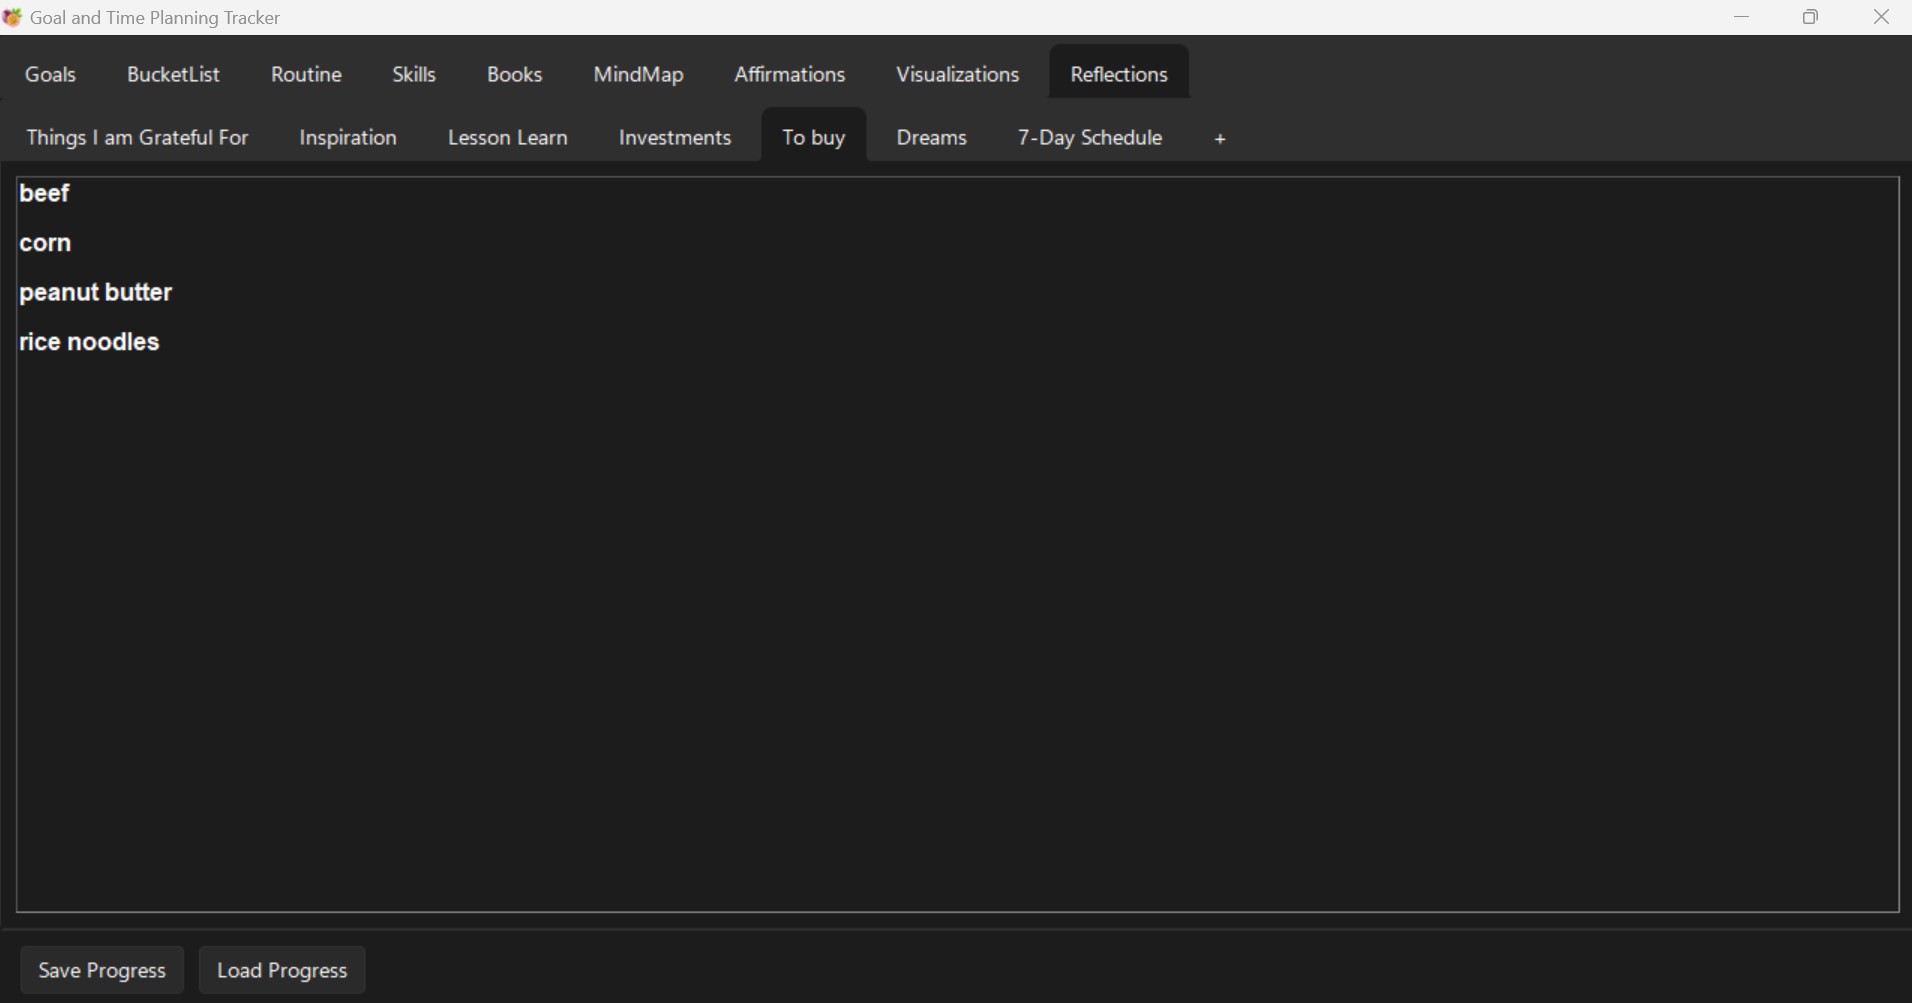 Goal and Time Planning Tracker
Goals BucketList Routine Skills Books MindMap Affirmations Visualizations Reflections
Things I am Grateful For Inspiration Lesson Learn Investments To buy Dreams 7-Day Schedule +
beef
corn
peanut butter
rice noodles
Save Progress Load Progress